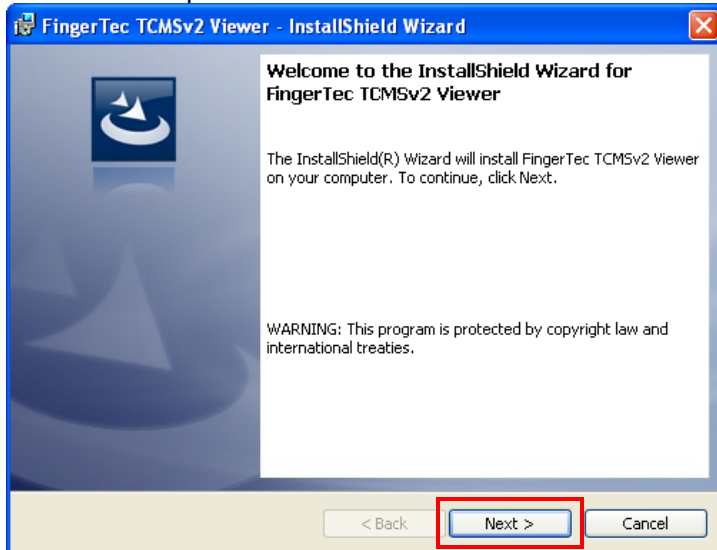 FingerTec TCMSv2 Viewer - InstallShield Wizard
Welcome to the InstallShield Wizard for
FingerTec TCMSv2 Viewer
The InstallShield(R) Wizard will install FingerTec TCMSv2 Viewer
on your computer. To continue, click Next.
WARNING: This program is protected by copyright law and
international treaties.
< Back Next > Cancel